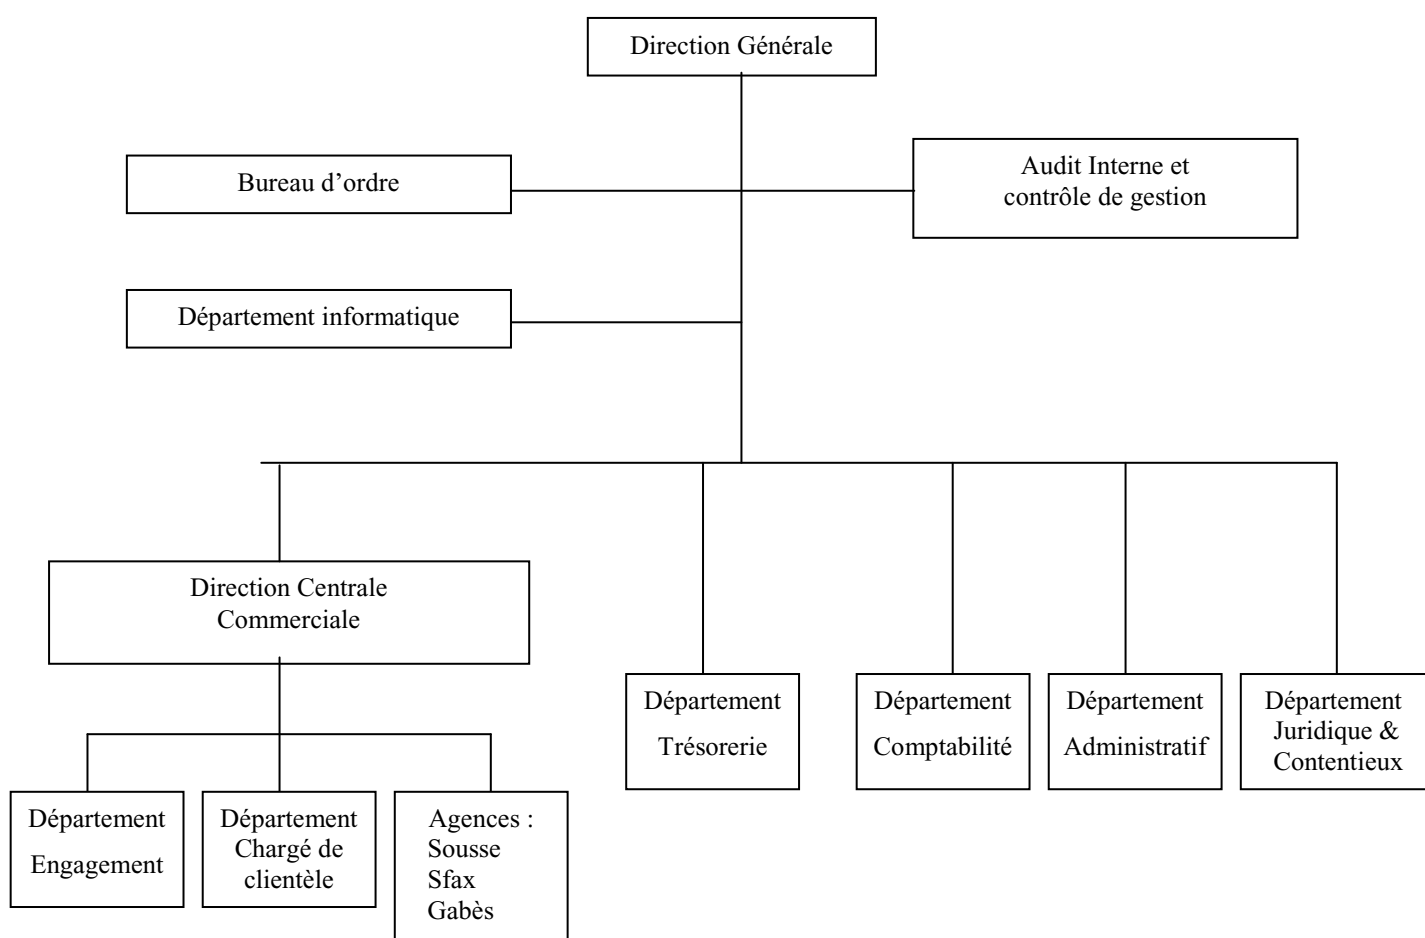 Direction Générale
Bureau d’ordre
Audit Interne et
contrôle de gestion
Département informatique
Direction Centrale
Commerciale
Département
Trésorerie
Département
Comptabilité
Département
Administratif
Département
Juridique &
Contentieux
Département
Engagement
Département
Chargé de
clientèle
Agences :
Sousse
Sfax
Gabès